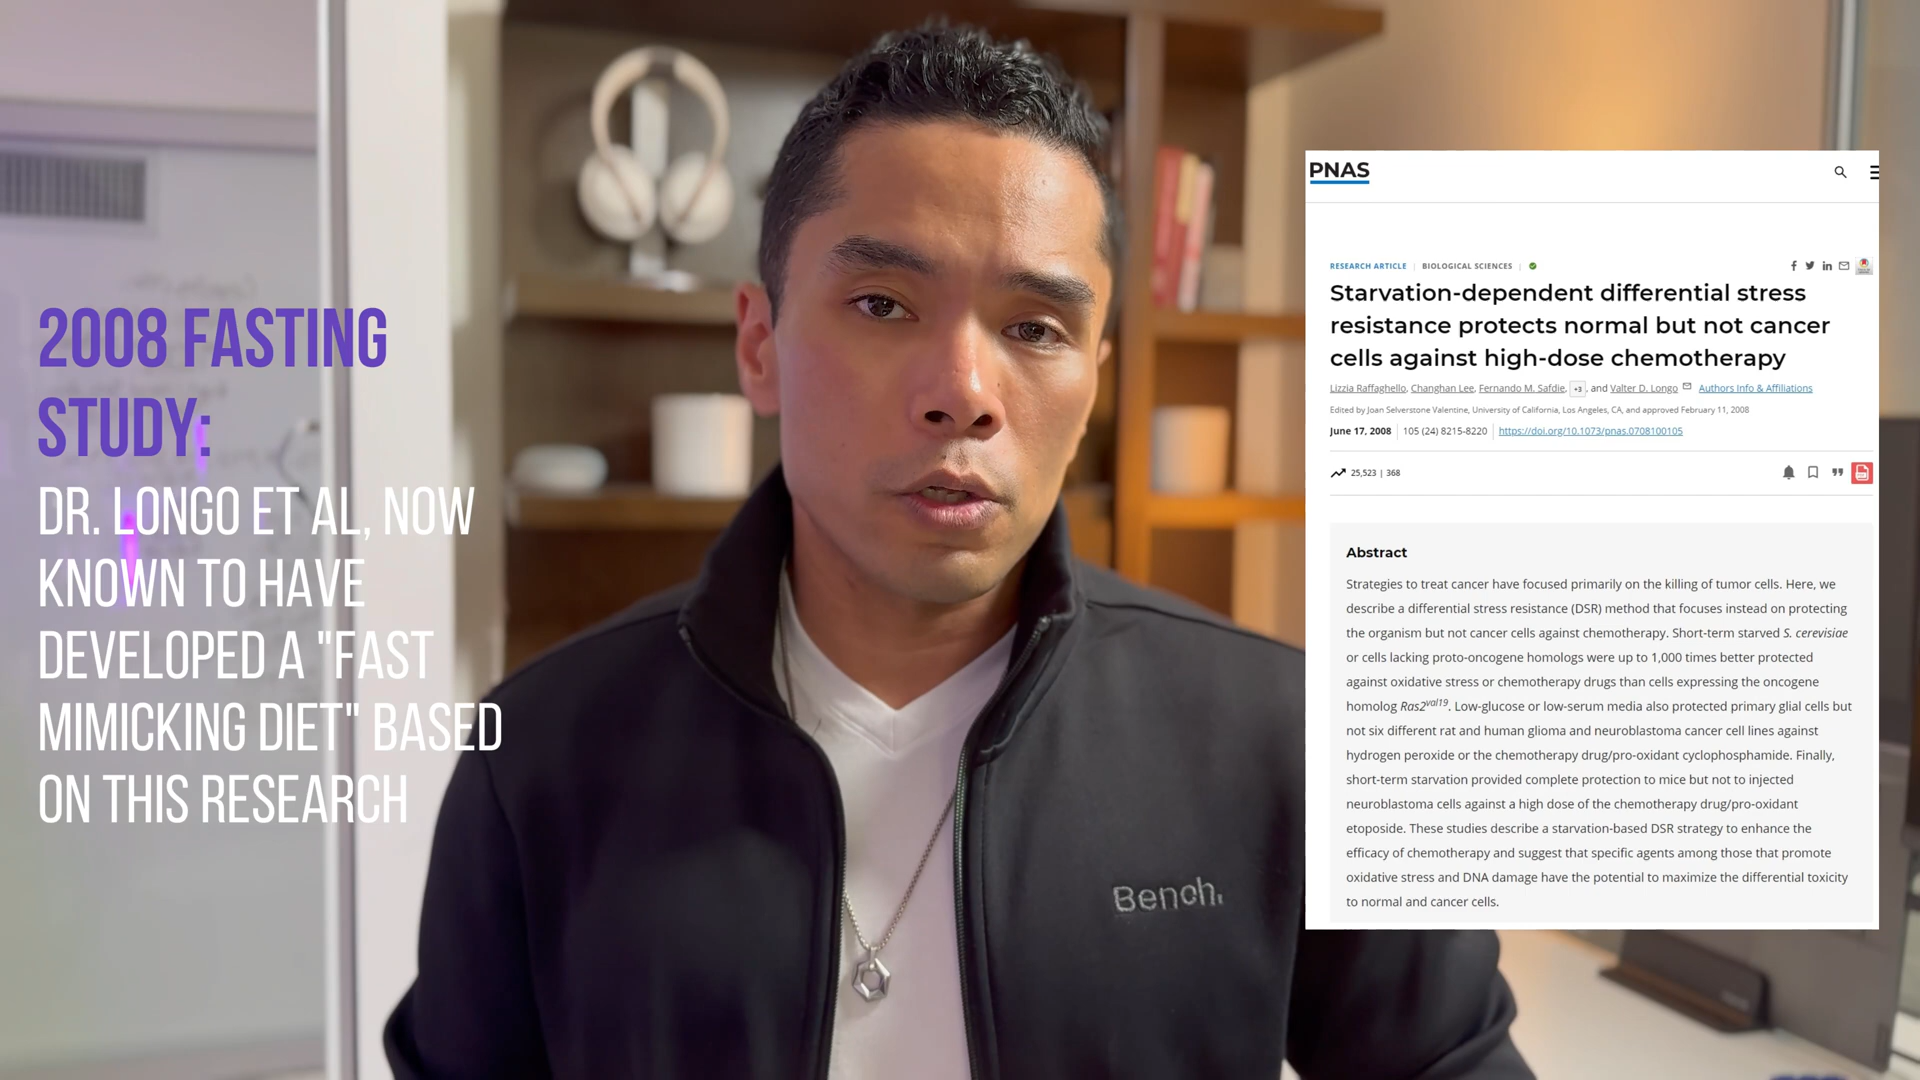 2008 FASTING
STUDY:
DR. LONGO ET AL, NOW
KNOWN TO HAVE
DEVELOPED A "FAST
MIMICKING DIET" BASED
ON THIS RESEARCH
Bench.
PNAS
RESEARCH ARTICLE | BIOLOGICAL SCIENCES |
Starvation-dependent differential stress
resistance protects normal but not cancer
cells against high-dose chemotherapy
Lizzia Raffaghello, Changhan Lee, Fernando M. Safdie, +3, and Valter D. Longo Authors Info & Affiliations
Edited by Joan Selverstone Valentine, University of California, Los Angeles, CA, and approved February 11, 2008
June 17, 2008 | 105 (24) 8215-8220 | https://doi.org/10.1073/pnas.0708100105
25,523 | 368
Abstract
Strategies to treat cancer have focused primarily on the killing of tumor cells. Here, we
describe a differential stress resistance (DSR) method that focuses instead on protecting
the organism but not cancer cells against chemotherapy. Short-term starved S. cerevisiae
or cells lacking proto-oncogene homologs were up to 1,000 times better protected
against oxidative stress or chemotherapy drugs than cells expressing the oncogene
homolog Ras2val19. Low-glucose or low-serum media also protected primary glial cells but
not six different rat and human glioma and neuroblastoma cancer cell lines against
hydrogen peroxide or the chemotherapy drug/pro-oxidant cyclophosphamide. Finally,
short-term starvation provided complete protection to mice but not to injected
neuroblastoma cells against a high dose of the chemotherapy drug/pro-oxidant
etoposide. These studies describe a starvation-based DSR strategy to enhance the
efficacy of chemotherapy and suggest that specific agents among those that promote
oxidative stress and DNA damage have the potential to maximize the differential toxicity
to normal and cancer cells.